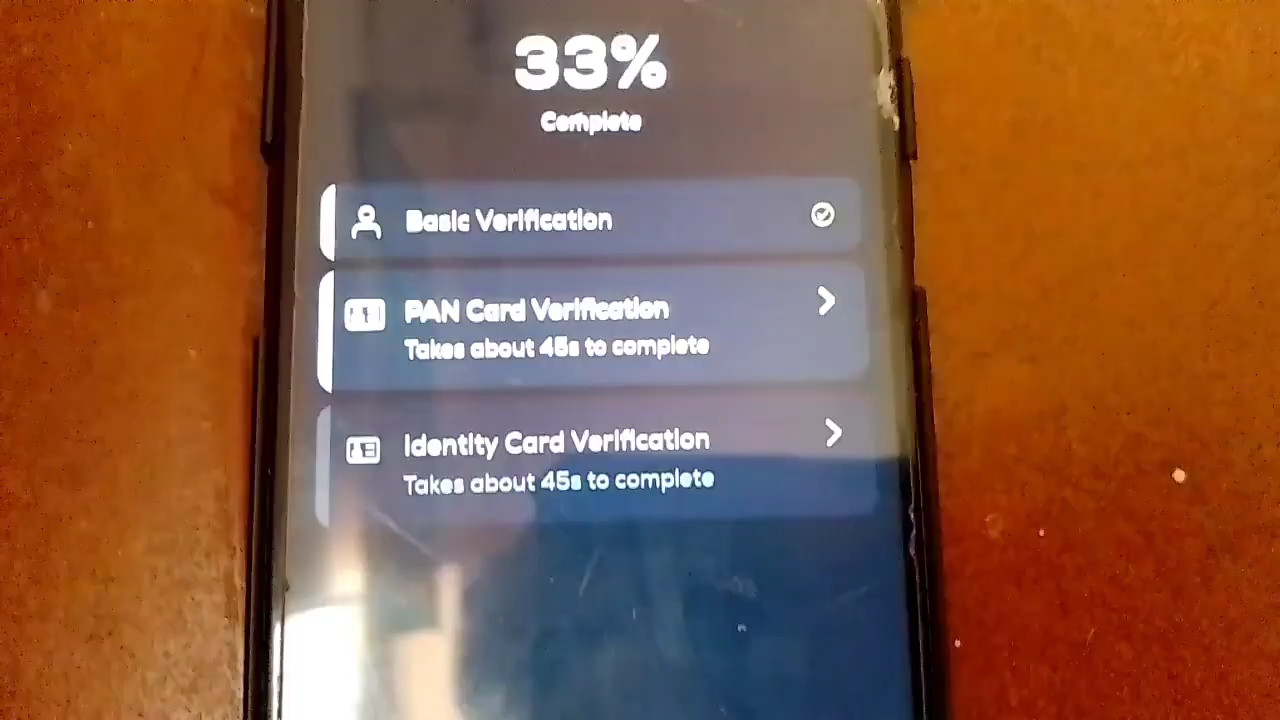 33%
Complete
Basic Verification
PAN Card Verification
Takes about 45s to complete
Identity Card Verification
Takes about 45s to complete